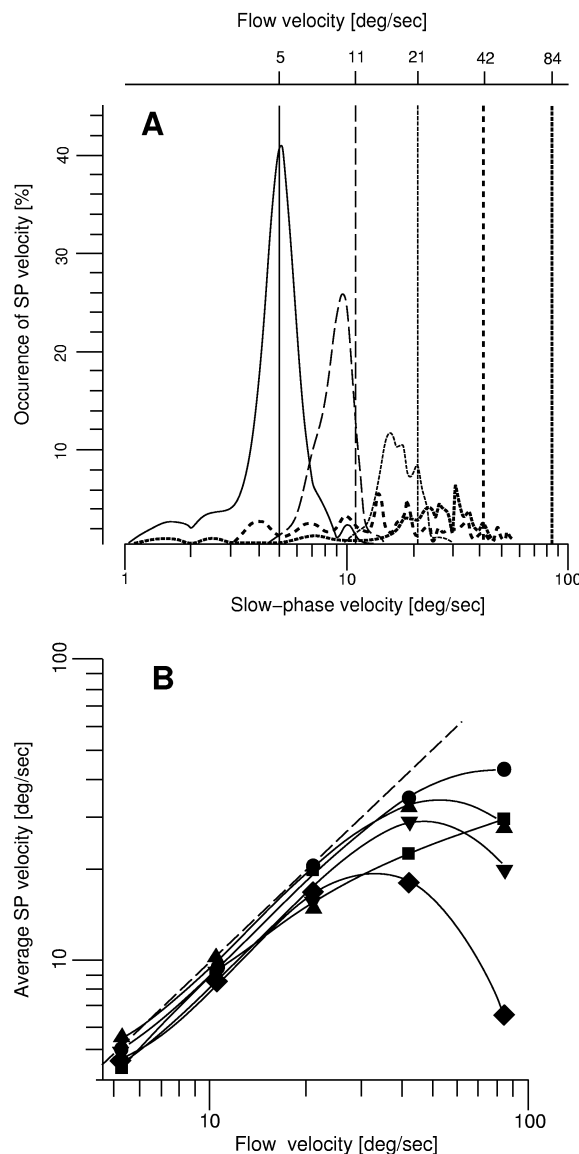 Flow velocity [deg/sec]
5 11 21 42 84
A
Occurence of SP velocity [%]
40
30
20
10
1 10 100
Slow-phase velocity [deg/sec]
B
Average SP velocity [deg/sec]
100
10
10 100
Flow velocity [deg/sec]